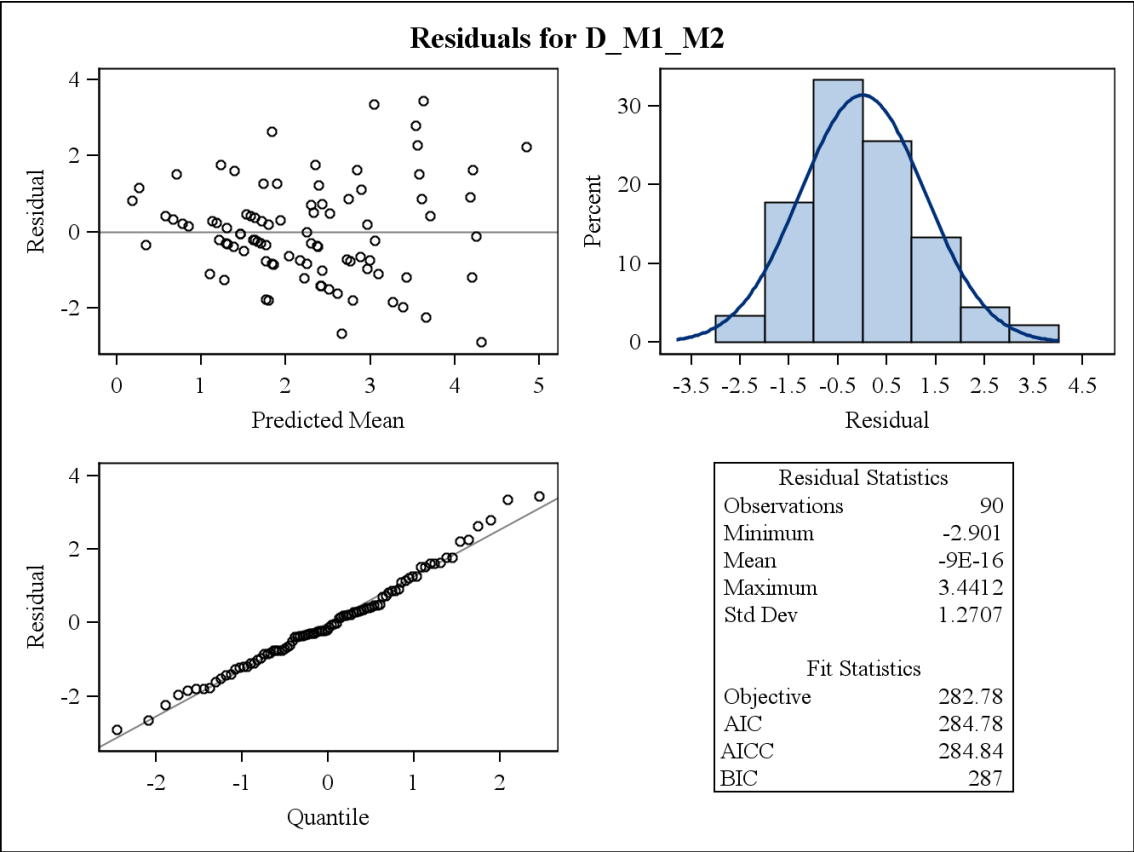 Residuals for D_M1_M2
4
2
0
-2
Residual
0 1 2 3 4 5
Predicted Mean
30
20
10
0
Percent
-3.5 -2.5 -1.5 -0.5 0.5 1.5 2.5 3.5 4.5
Residual
4
2
0
-2
Residual
-2 -1 0 1 2
Quantile
Residual Statistics
Observations 90
Minimum -2.901
Mean -9E-16
Maximum 3.4412
Std Dev 1.2707
Fit Statistics
Objective 282.78
AIC 284.78
AICC 284.84
BIC 287